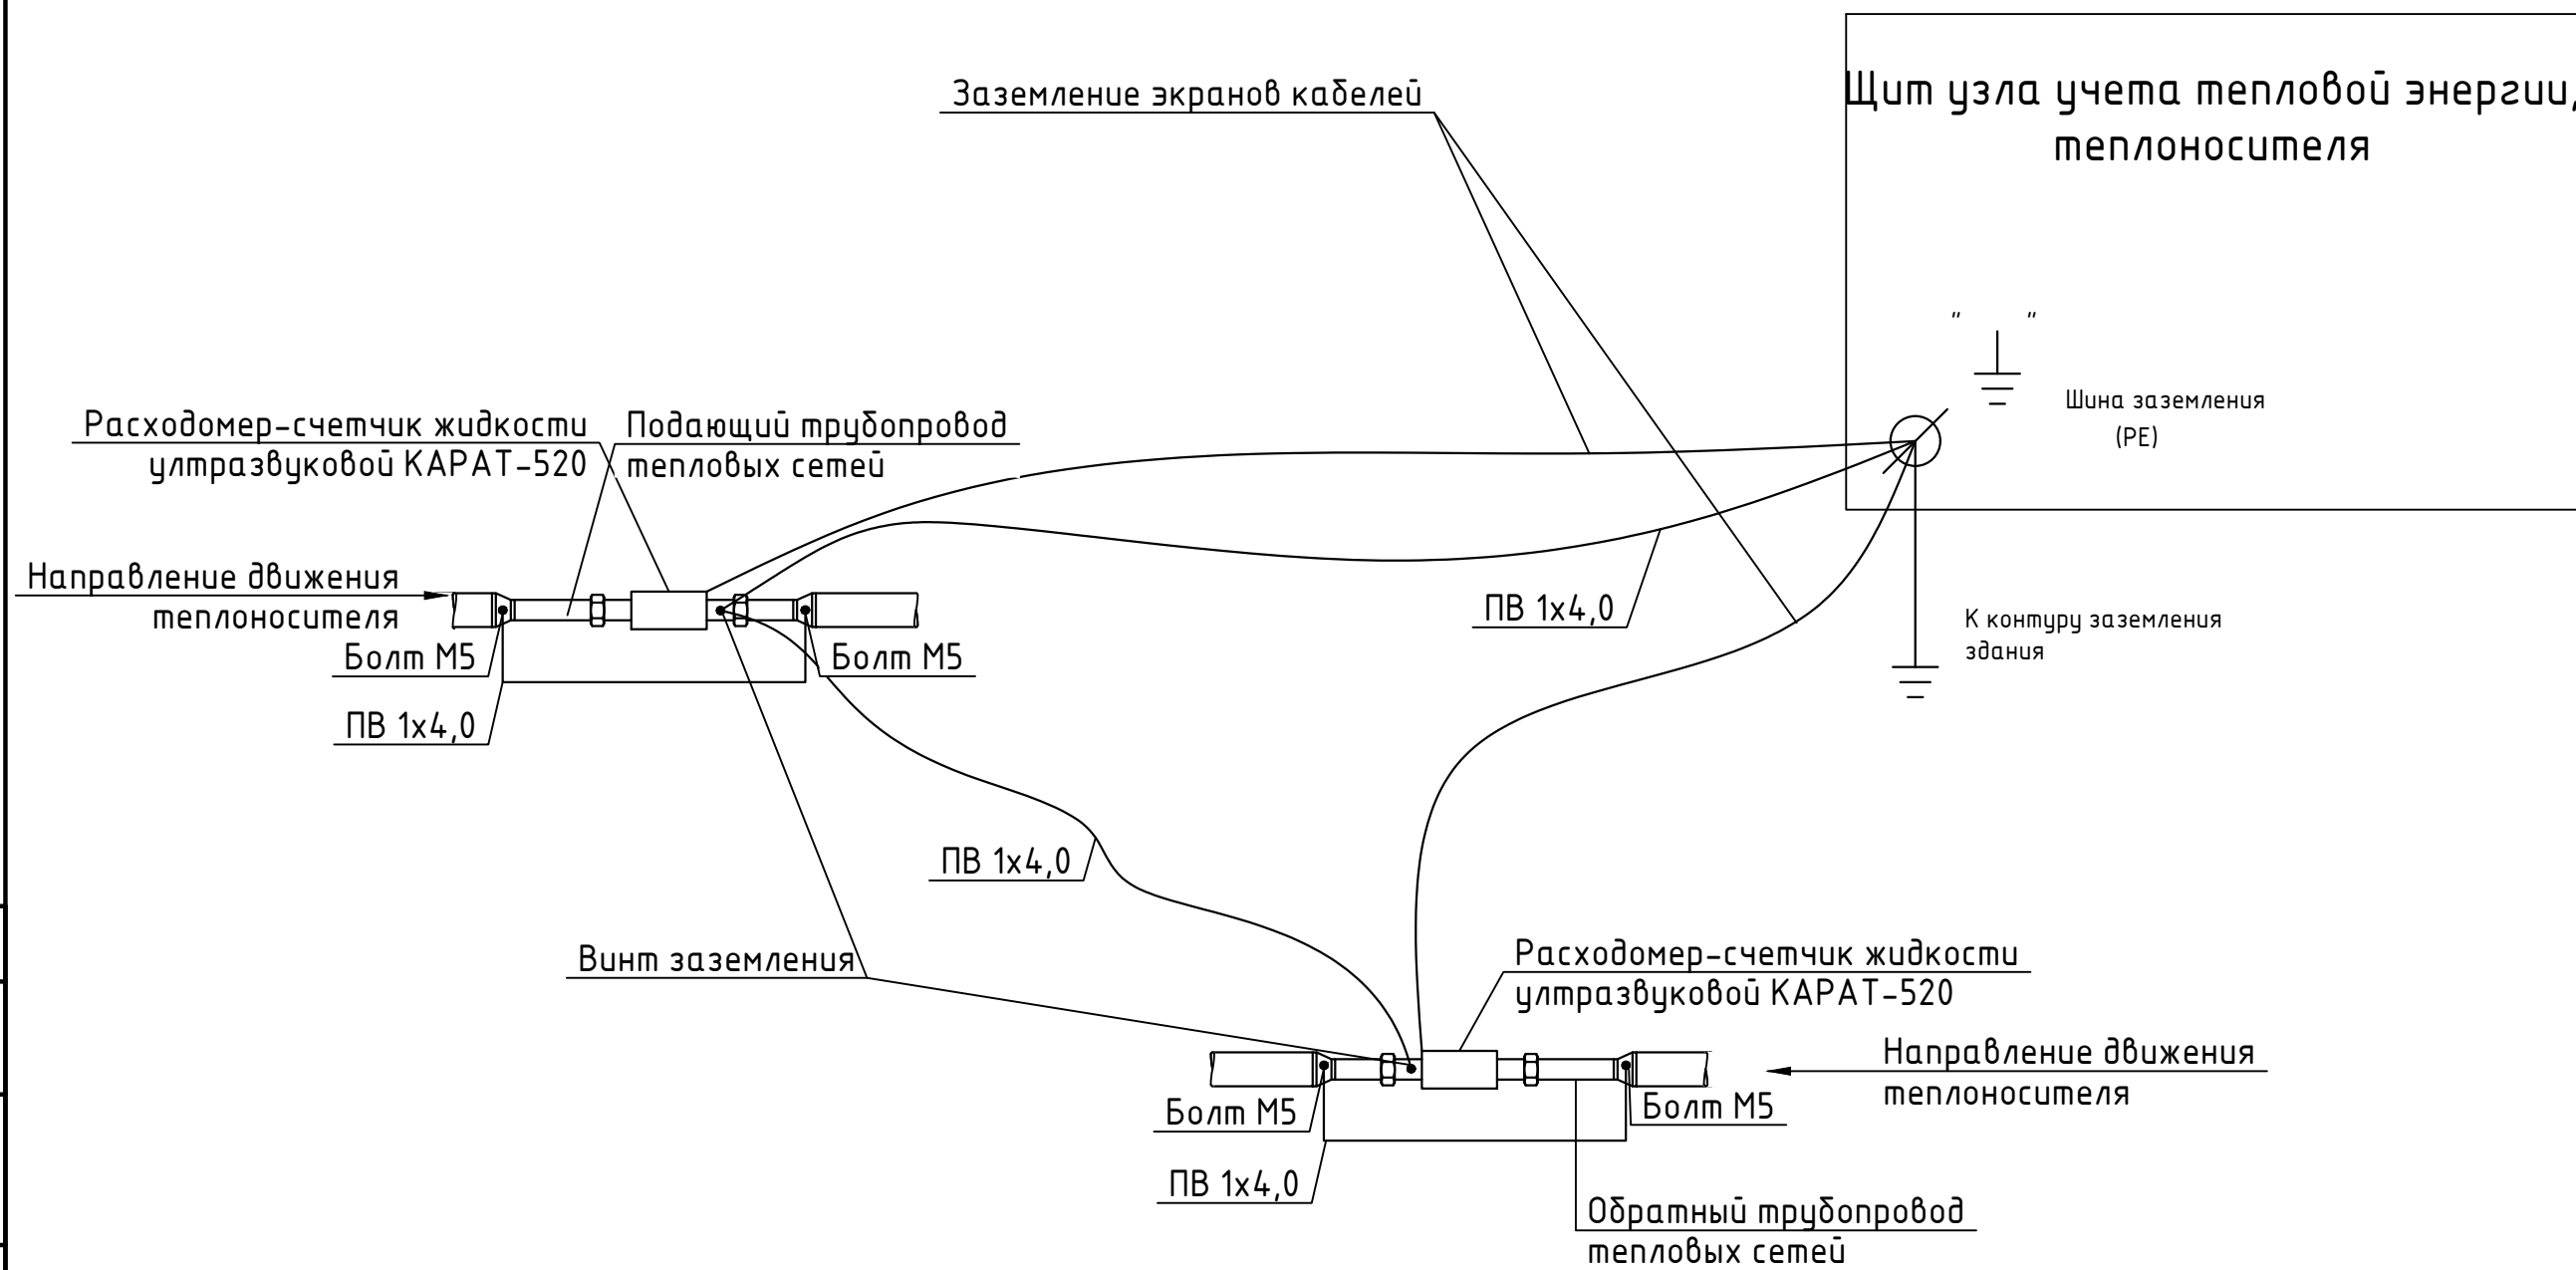 Заземление экранов кабелей
Щит узла учета тепловой энергии,
теплоносителя
" "
Шина заземления
(PE)
Расходомер-счетчик жидкости
ултразвуковой КАРАТ-520
Подающий трубопровод
тепловых сетей
Направление движения
теплоносителя
Болт М5
Болт М5
ПВ 1х4,0
ПВ 1х4,0
К контуру заземления
здания
ПВ 1х4,0
Винт заземления
Расходомер-счетчик жидкости
ултразвуковой КАРАТ-520
Направление движения
теплоносителя
Болт М5
Болт М5
ПВ 1х4,0
Обратный трубопровод
тепловых сетей